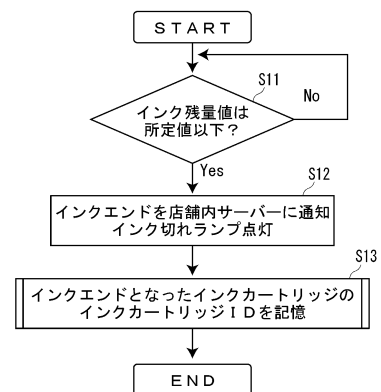 ＳＴＡＲＴ
S11
インク残量値は
所定値以下？
No
Yes
S12
インクエンドを店舗内サーバーに通知
インク切れランプ点灯
S13
インクエンドとなったインクカートリッジの
インクカートリッジＩＤを記憶
ＥＮＤ